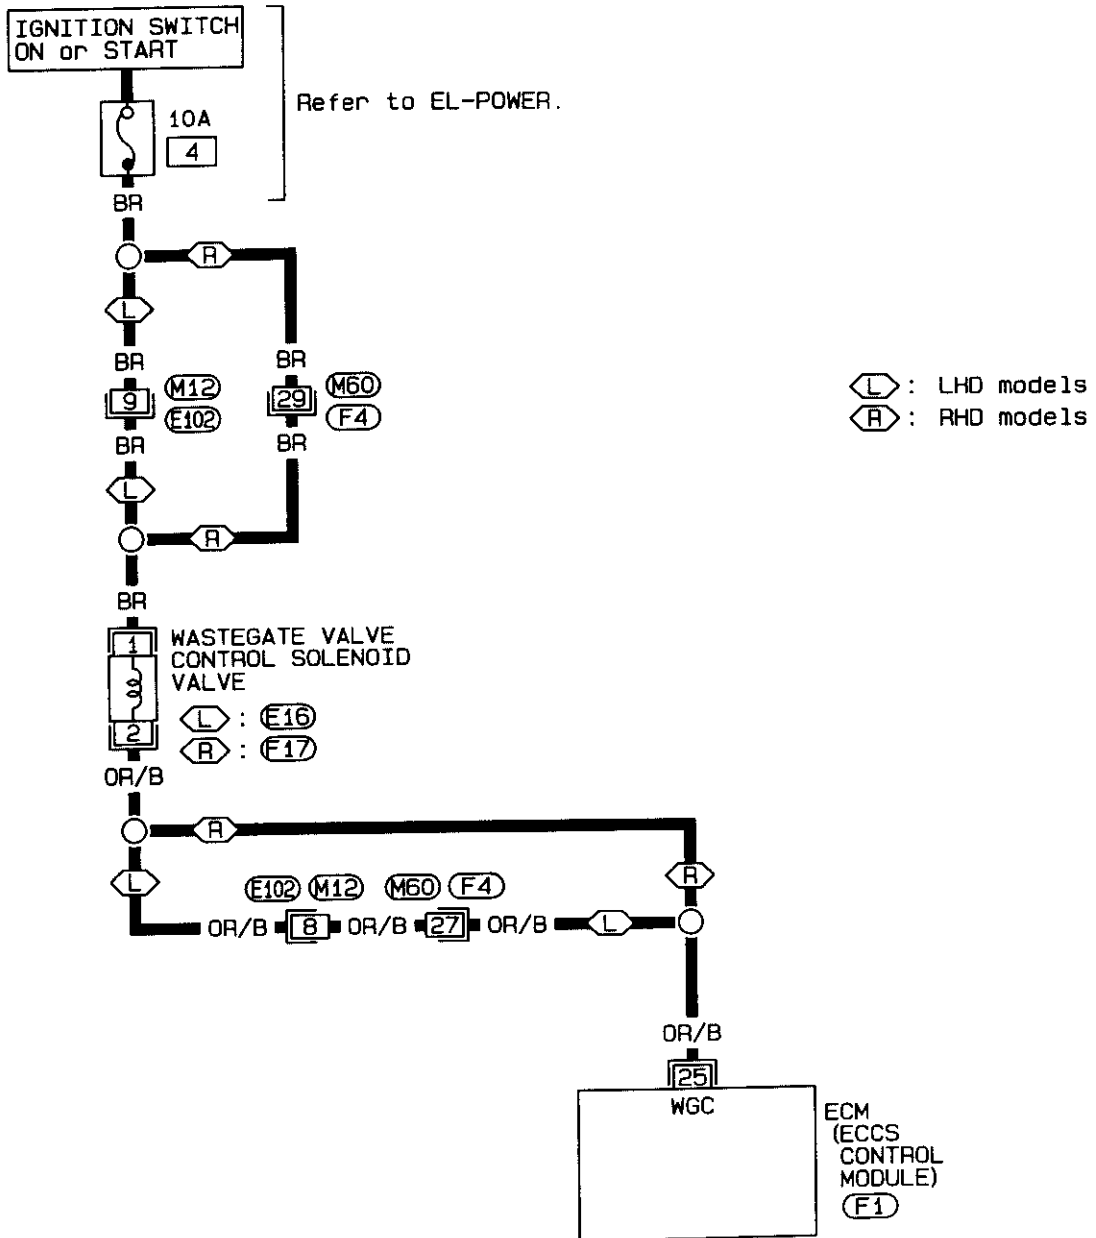 IGNITION SWITCH
ON or START
Refer to EL-POWER.
10A
4
BR
R
L
BR
BR
9
M12
E102
29
M60
F4
L : LHD models
R : RHD models
BR
BR
L
R
BR
1
WASTEGATE VALVE
CONTROL SOLENOID
VALVE
L : E16
R : F17
2
OR/B
R
L
R
E102 M12 M60 F4
OR/B 8 OR/B 27 OR/B L
OR/B
25
WGC
ECM
(ECCS
CONTROL
MODULE)
F1